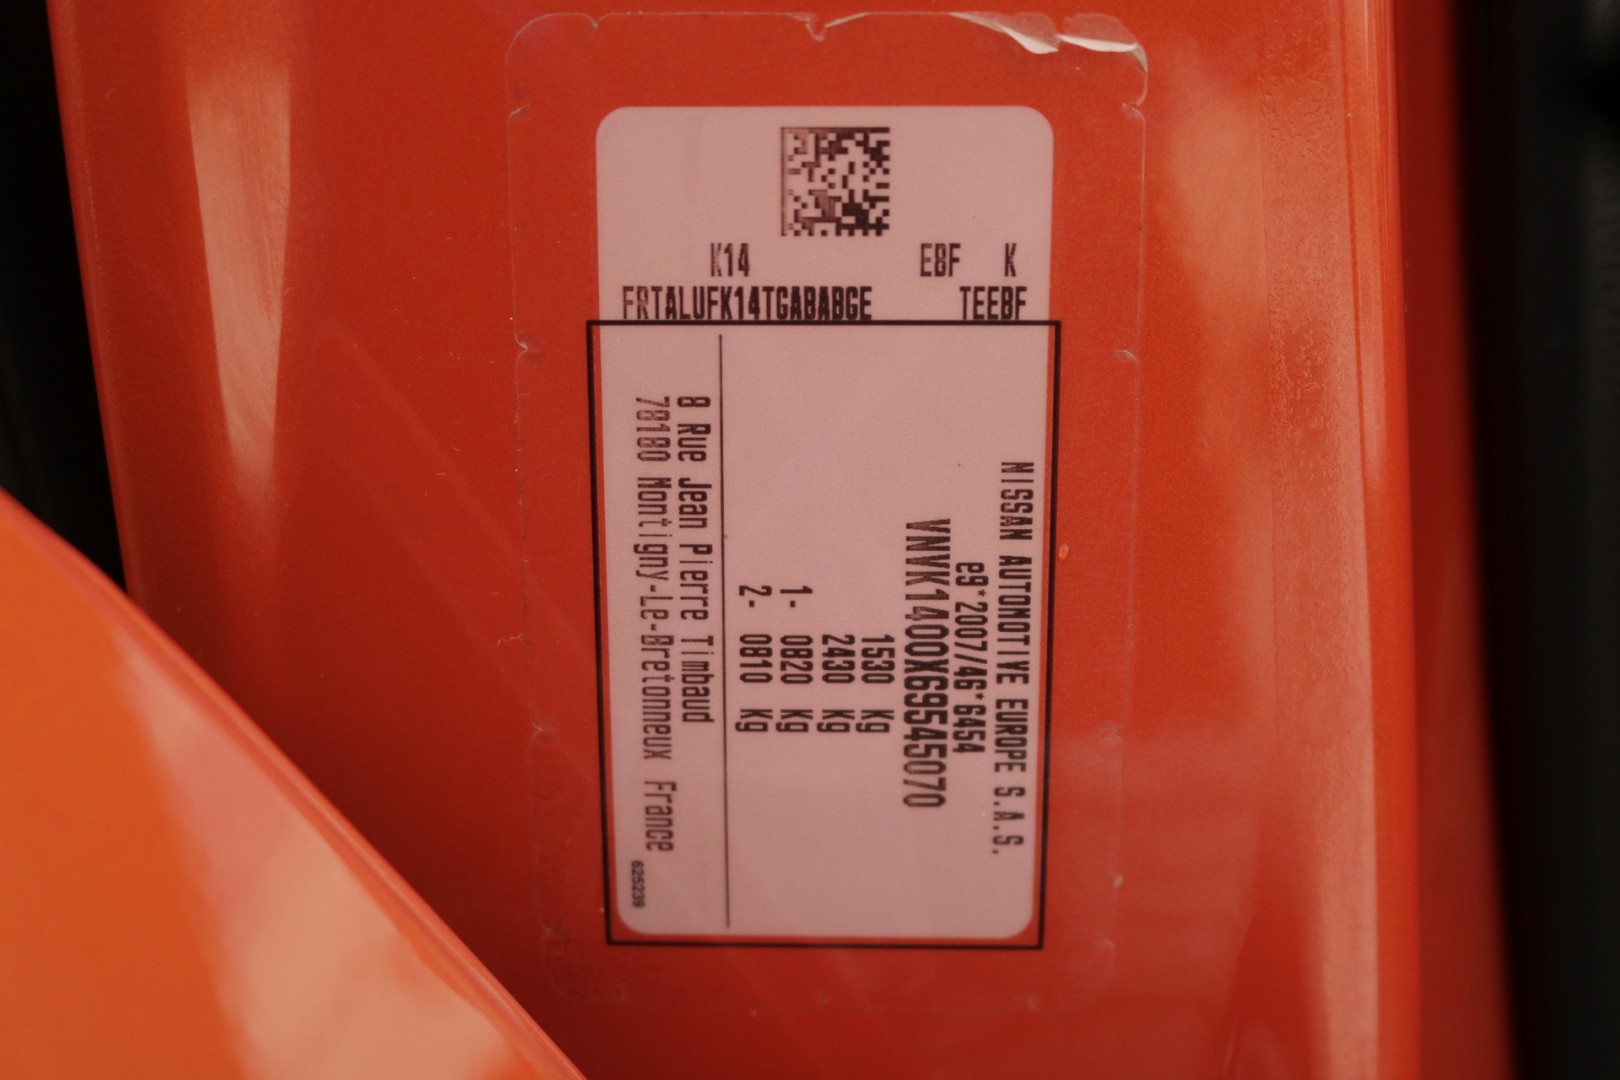 K14 EBF K
FRTALUFK14TGABABGE TEEBF
NISSAN AUTOMOTIVE EUROPE S.A.S.
e9*2007/46*6454
VNVK1400X69545070
1530 Kg
2430 Kg
1- 0820 Kg
2- 0810 Kg
8 Rue Jean Pierre Timbaud
78180 Montigny-Le-Bretonneux France
625239